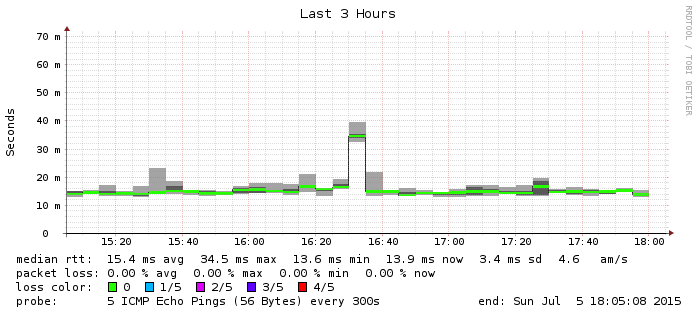 Last 3 Hours
RRDTOOL / TOBI OETIKER
Seconds
70 m
60 m
50 m
40 m
30 m
20 m
10 m
0
15:20 15:40 16:00 16:20 16:40 17:00 17:20 17:40 18:00
median rtt: 15.4 ms avg 34.5 ms max 13.6 ms min 13.9 ms now 3.4 ms sd 4.6 am/s
packet loss: 0.00 % avg 0.00 % max 0.00 % min 0.00 % now
loss color: 0 1/5 2/5 3/5 4/5
probe: 5 ICMP Echo Pings (56 Bytes) every 300s end: Sun Jul 5 18:05:08 2015